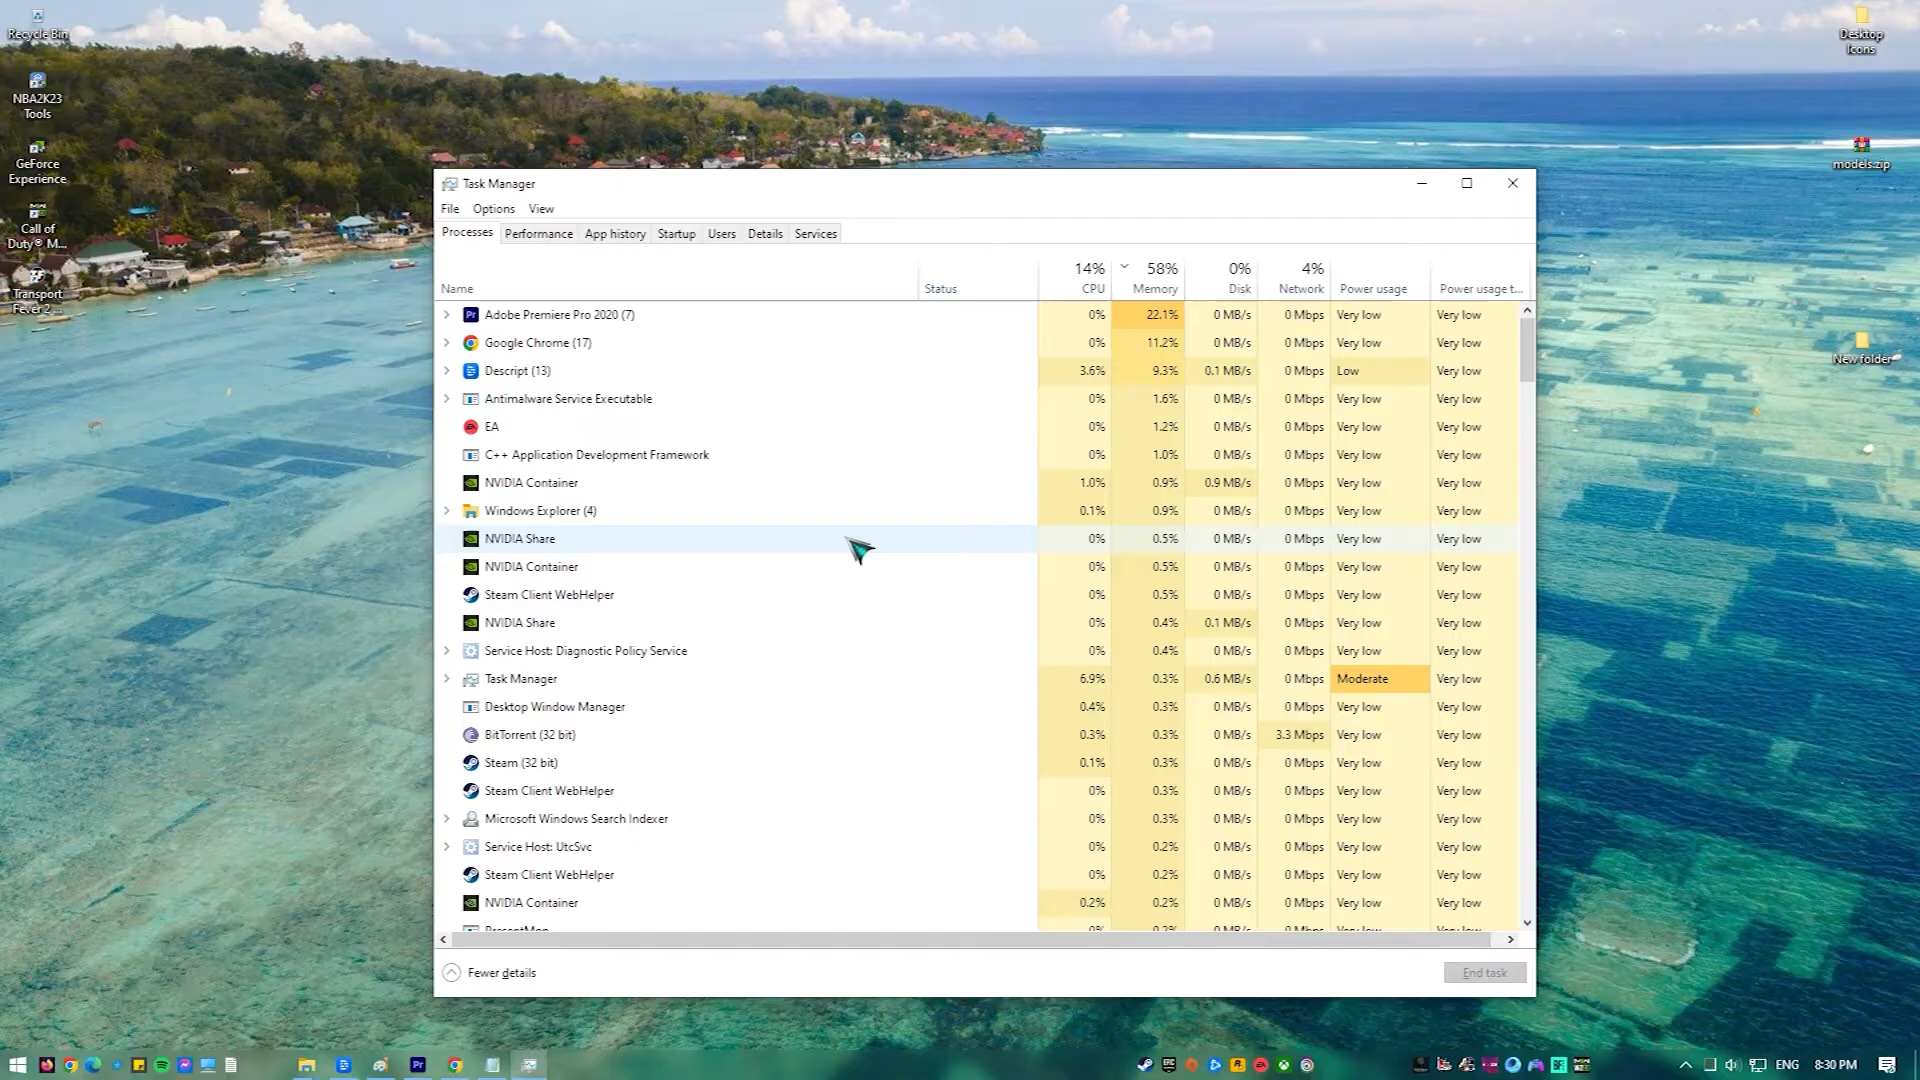 Recycle Bin
NBA2K23
Tools
GeForce
Experience
Call of
Duty® M...
Transport
Fever 2 ...
Desktop
Icons
models.zip
New folder
Task Manager
File Options View
Processes Performance App history Startup Users Details Services
14% 58% 0% 4%
Name Status CPU Memory Disk Network Power usage Power usage t...
Adobe Premiere Pro 2020 (7) 0% 22.1% 0 MB/s 0 Mbps Very low Very low
Google Chrome (17) 0% 11.2% 0 MB/s 0 Mbps Very low Very low
Descript (13) 3.6% 9.3% 0.1 MB/s 0 Mbps Low Very low
Antimalware Service Executable 0% 1.6% 0 MB/s 0 Mbps Very low Very low
EA 0% 1.2% 0 MB/s 0 Mbps Very low Very low
C++ Application Development Framework 0% 1.0% 0 MB/s 0 Mbps Very low Very low
NVIDIA Container 1.0% 0.9% 0.9 MB/s 0 Mbps Very low Very low
Windows Explorer (4) 0.1% 0.9% 0 MB/s 0 Mbps Very low Very low
NVIDIA Share 0% 0.5% 0 MB/s 0 Mbps Very low Very low
NVIDIA Container 0% 0.5% 0 MB/s 0 Mbps Very low Very low
Steam Client WebHelper 0% 0.5% 0 MB/s 0 Mbps Very low Very low
NVIDIA Share 0% 0.4% 0.1 MB/s 0 Mbps Very low Very low
Service Host: Diagnostic Policy Service 0% 0.4% 0 MB/s 0 Mbps Very low Very low
Task Manager 6.9% 0.3% 0.6 MB/s 0 Mbps Moderate Very low
Desktop Window Manager 0.4% 0.3% 0 MB/s 0 Mbps Very low Very low
BitTorrent (32 bit) 0.3% 0.3% 0 MB/s 3.3 Mbps Very low Very low
Steam (32 bit) 0.1% 0.3% 0 MB/s 0 Mbps Very low Very low
Steam Client WebHelper 0% 0.3% 0 MB/s 0 Mbps Very low Very low
Microsoft Windows Search Indexer 0% 0.3% 0 MB/s 0 Mbps Very low Very low
Service Host: UtcSvc 0% 0.2% 0 MB/s 0 Mbps Very low Very low
Steam Client WebHelper 0% 0.2% 0 MB/s 0 Mbps Very low Very low
NVIDIA Container 0.2% 0.2% 0 MB/s 0 Mbps Very low Very low
PresentMon 0% 0.2% 0 MB/s 0 Mbps Very low Very low
Fewer details End task
ENG 8:30 PM